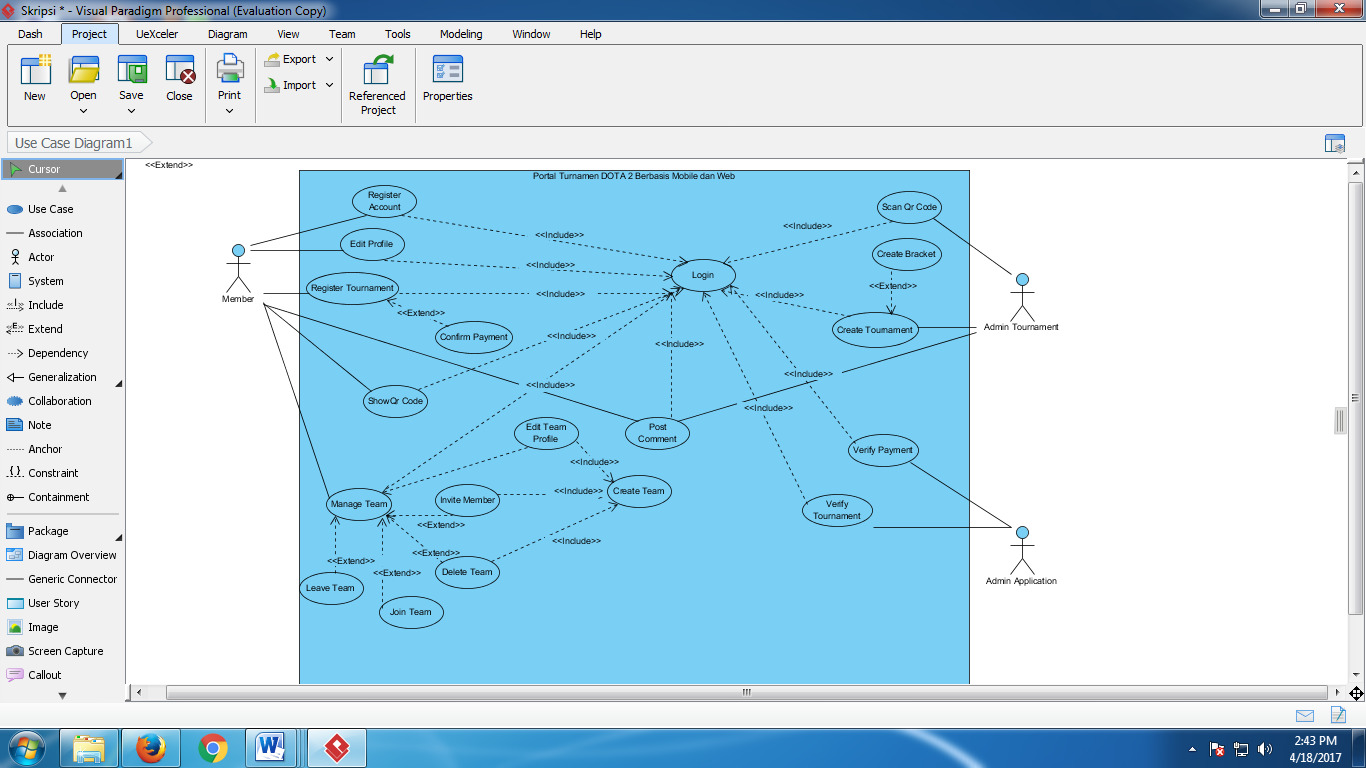 Skripsi * - Visual Paradigm Professional (Evaluation Copy)
Dash Project UeXceler Diagram View Team Tools Modeling Window Help
New
Open
Save
Close
Print
Export
Import
Referenced
Project
Properties
Use Case Diagram1
Cursor
Use Case
Association
Actor
System
Include
Extend
Dependency
Generalization
Collaboration
Note
Anchor
Constraint
Containment
Package
Diagram Overview
Generic Connector
User Story
Image
Screen Capture
Callout
<<Extend>>
Portal Turnamen DOTA 2 Berbasis Mobile dan Web
Register
Account
Scan Qr Code
<<Include>>
<<Include>>
Edit Profile
Create Bracket
<<Include>>
Login
Member
Register Tournament
<<Include>>
<<Include>>
<<Extend>>
<<Extend>>
Confirm Payment
Create Tournament
Admin Tournament
<<Include>>
<<Include>>
<<Include>>
<<Include>>
ShowQr Code
<<Include>>
Edit Team
Profile
Post
Comment
Verify Payment
<<Include>>
Manage Team
Invite Member
<<Include>>
Create Team
Verify
Tournament
<<Extend>>
<<Include>>
<<Extend>>
<<Extend>>
<<Extend>>
Delete Team
Leave Team
Join Team
Admin Application
2:43 PM
4/18/2017